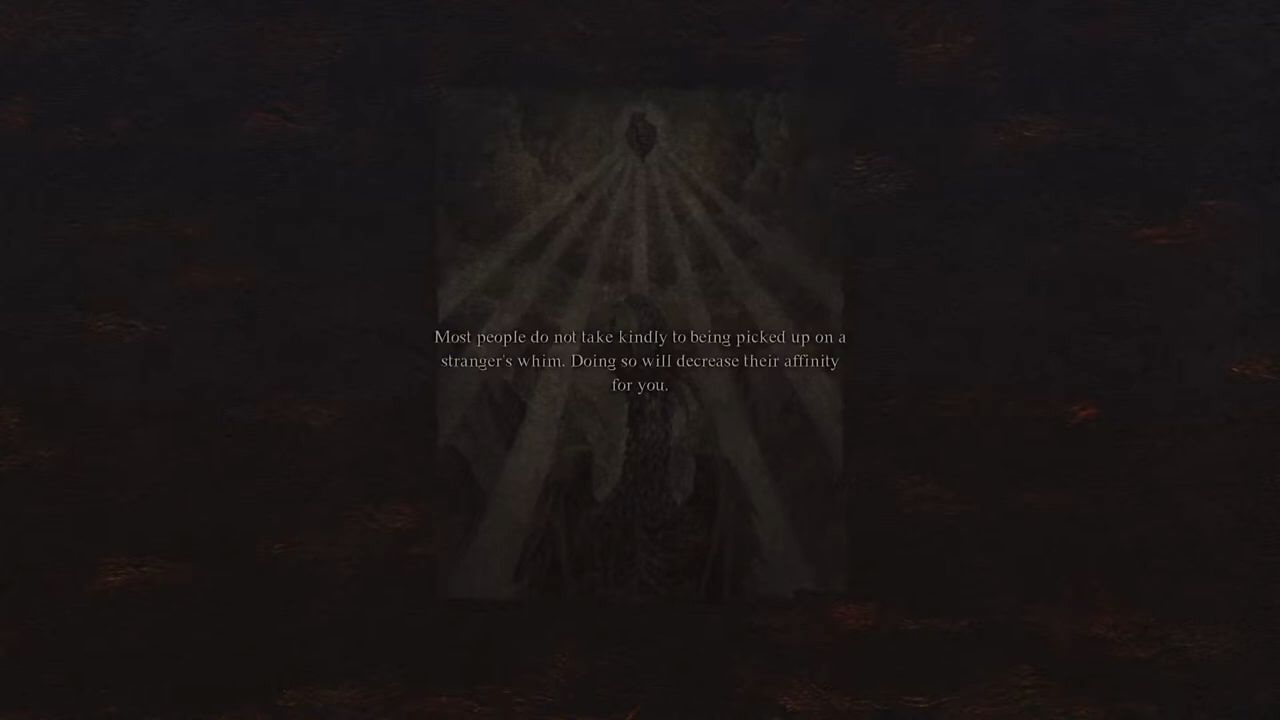 Most people do not take kindly to being picked up on a
stranger's whim. Doing so will decrease their affinity
for you.